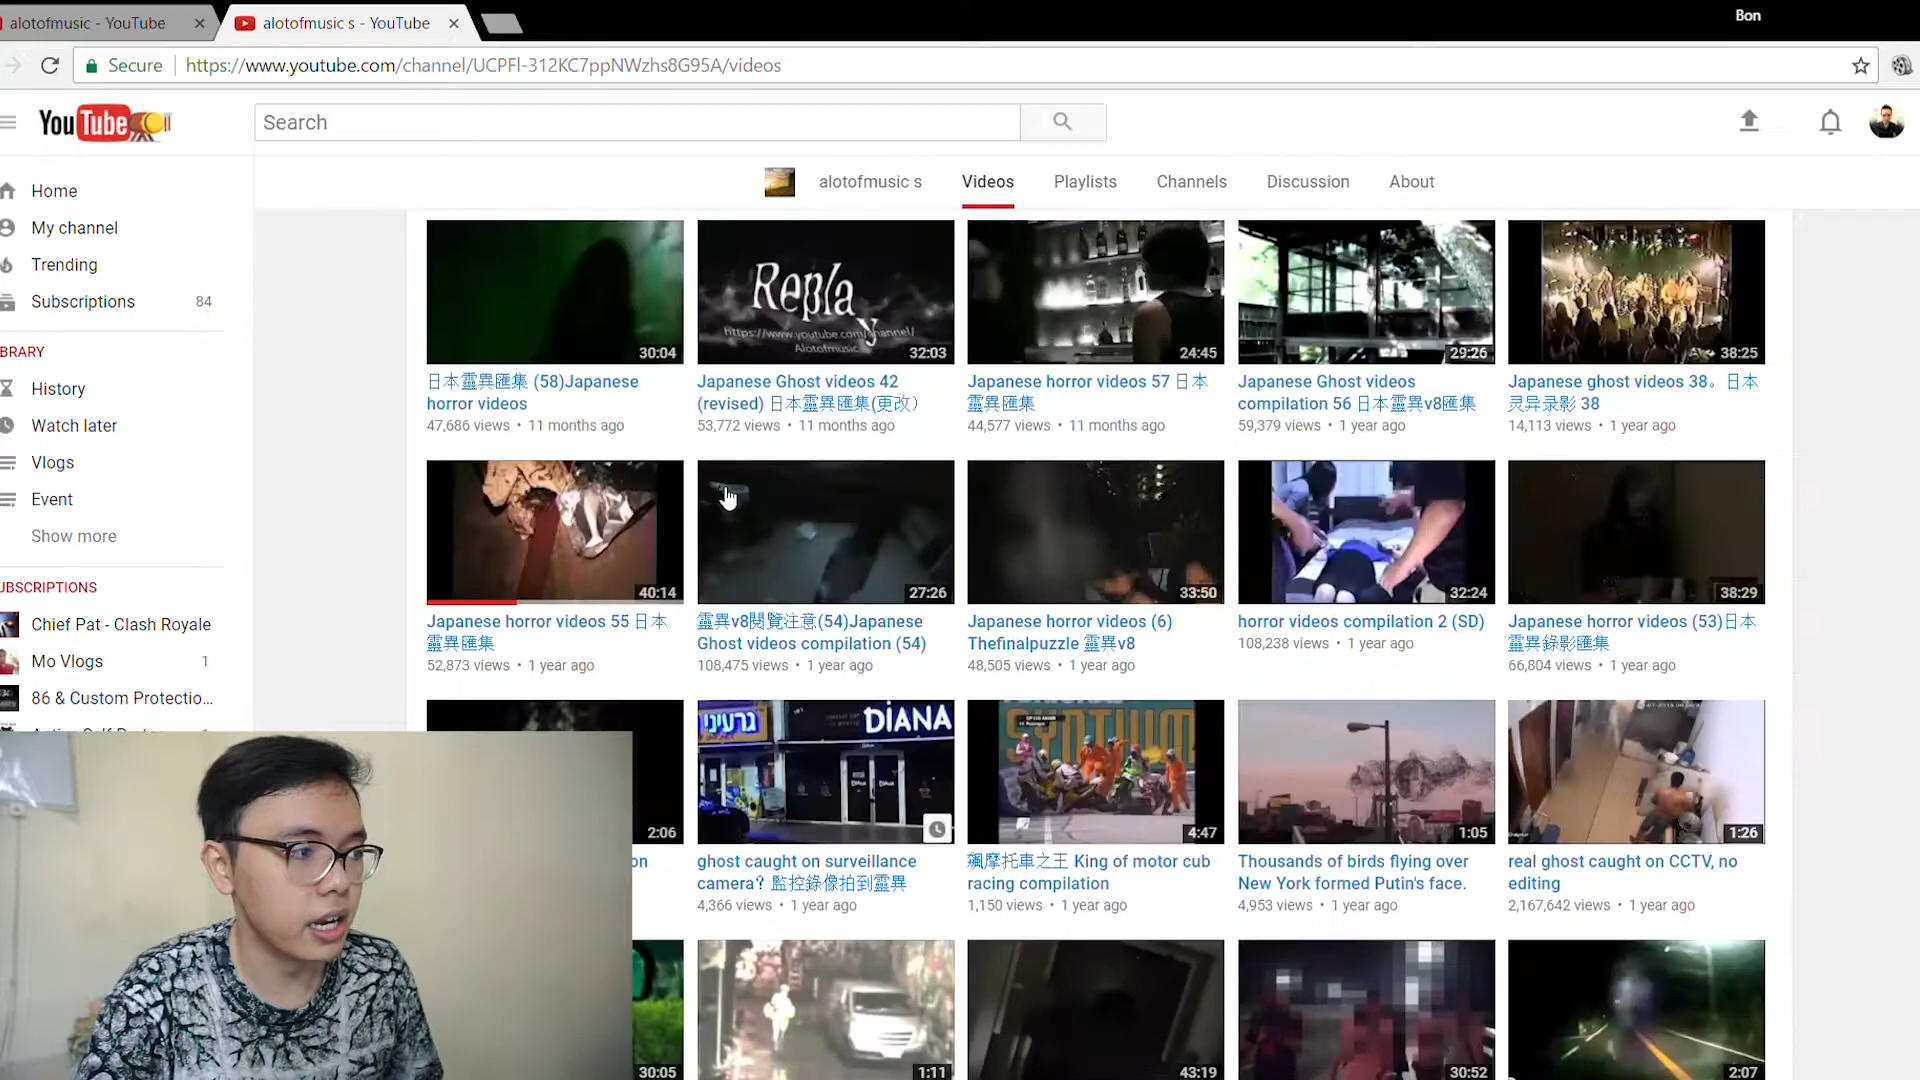 alotofmusic - YouTube
alotofmusic s - YouTube
Bon
Secure
https://www.youtube.com/channel/UCPFl-312KC7ppNWzhs8G95A/videos
YouTube
Search
alotofmusic s
Videos
Playlists
Channels
Discussion
About
Home
My channel
Trending
Subscriptions 84
BRARY
History
Watch later
Vlogs
Event
Show more
UBSCRIPTIONS
Chief Pat - Clash Royale
Mo Vlogs 1
86 & Custom Protectio...
30:04
Replay
https://www.youtube.com/channel/
Alotofmusic
32:03
24:45
29:26
38:25
日本靈異匯集 (58)Japanese
horror videos
47,686 views • 11 months ago
Japanese Ghost videos 42
(revised) 日本靈異匯集(更改）
53,772 views • 11 months ago
Japanese horror videos 57 日本
靈異匯集
44,577 views • 11 months ago
Japanese Ghost videos
compilation 56 日本靈異v8匯集
59,379 views • 1 year ago
Japanese ghost videos 38。日本
灵异录影 38
14,113 views • 1 year ago
40:14
27:26
33:50
32:24
38:29
Japanese horror videos 55 日本
靈異匯集
52,873 views • 1 year ago
靈異v8閱覽注意(54)Japanese
Ghost videos compilation (54)
108,475 views • 1 year ago
Japanese horror videos (6)
Thefinalpuzzle 靈異v8
48,505 views • 1 year ago
horror videos compilation 2 (SD)
108,238 views • 1 year ago
Japanese horror videos (53)日本
靈異錄影匯集
66,804 views • 1 year ago
2:06
גרעיני
DIANA
4:47
1:05
1:26
on
ghost caught on surveillance
camera? 監控錄像拍到靈異
4,366 views • 1 year ago
飆摩托車之王 King of motor cub
racing compilation
1,150 views • 1 year ago
Thousands of birds flying over
New York formed Putin's face.
4,953 views • 1 year ago
real ghost caught on CCTV, no
editing
2,167,642 views • 1 year ago
30:05
1:11
43:19
30:52
2:07